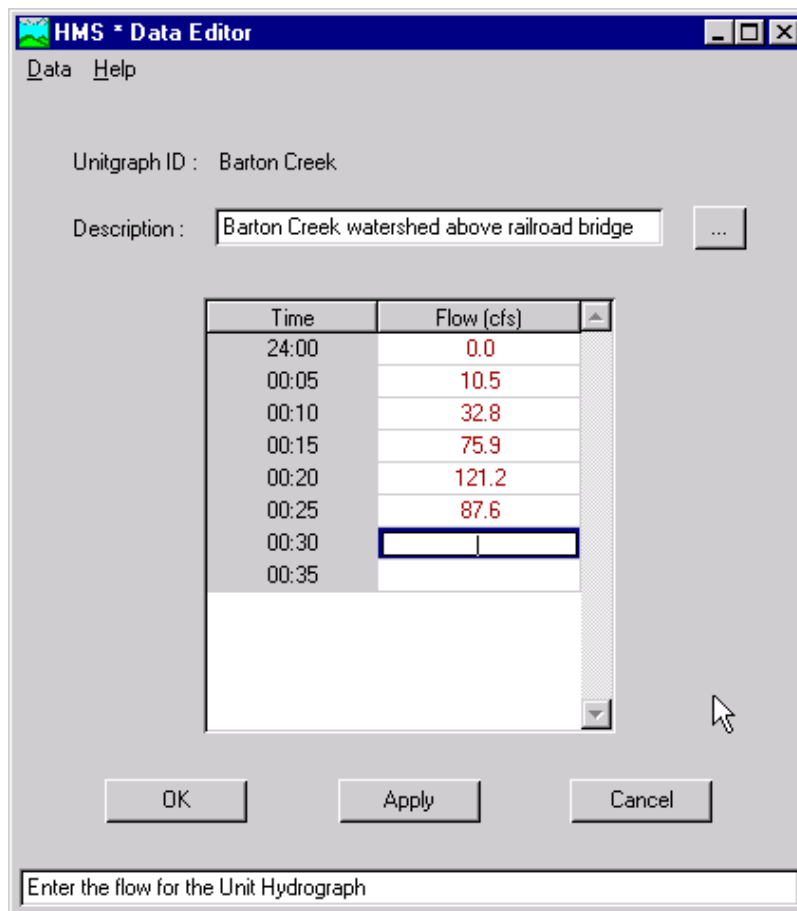 HMS * Data Editor
Data Help
Unitgraph ID : Barton Creek
Description : Barton Creek watershed above railroad bridge ...
Time Flow (cfs)
24:00 0.0
00:05 10.5
00:10 32.8
00:15 75.9
00:20 121.2
00:25 87.6
00:30
00:35
OK Apply Cancel
Enter the flow for the Unit Hydrograph